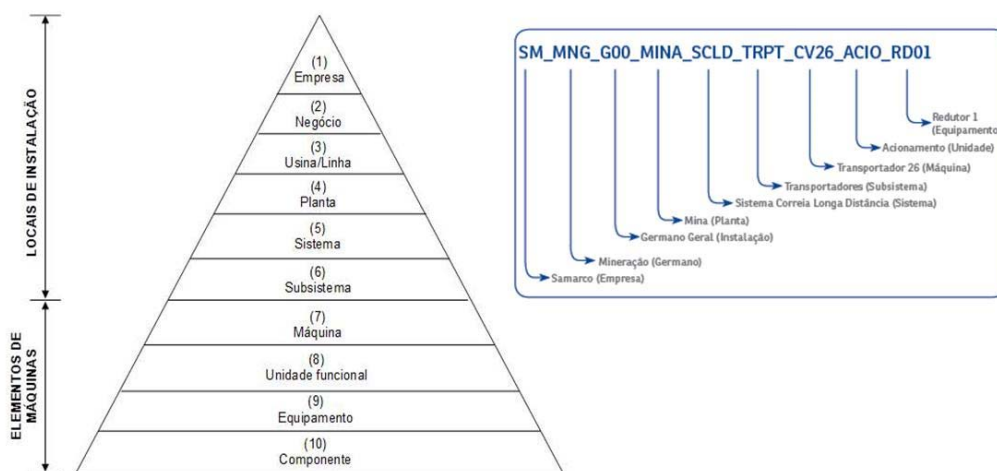 LOCAIS DE INSTALAÇÃO
ELEMENTOS DE
MÁQUINAS
(1)
Empresa
(2)
Negócio
(3)
Usina/Linha
(4)
Planta
(5)
Sistema
(6)
Subsistema
(7)
Máquina
(8)
Unidade funcional
(9)
Equipamento
(10)
Componente
SM_MNG_G00_MINA_SCLD_TRPT_CV26_ACIO_RD01
Redutor 1
(Equipamento
Acionamento (Unidade)
Transportador 26 (Máquina)
Transportadores (Subsistema)
Sistema Correia Longa Distância (Sistema)
Mina (Planta)
Germano Geral (Instalação)
Mineração (Germano)
Samarco (Empresa)